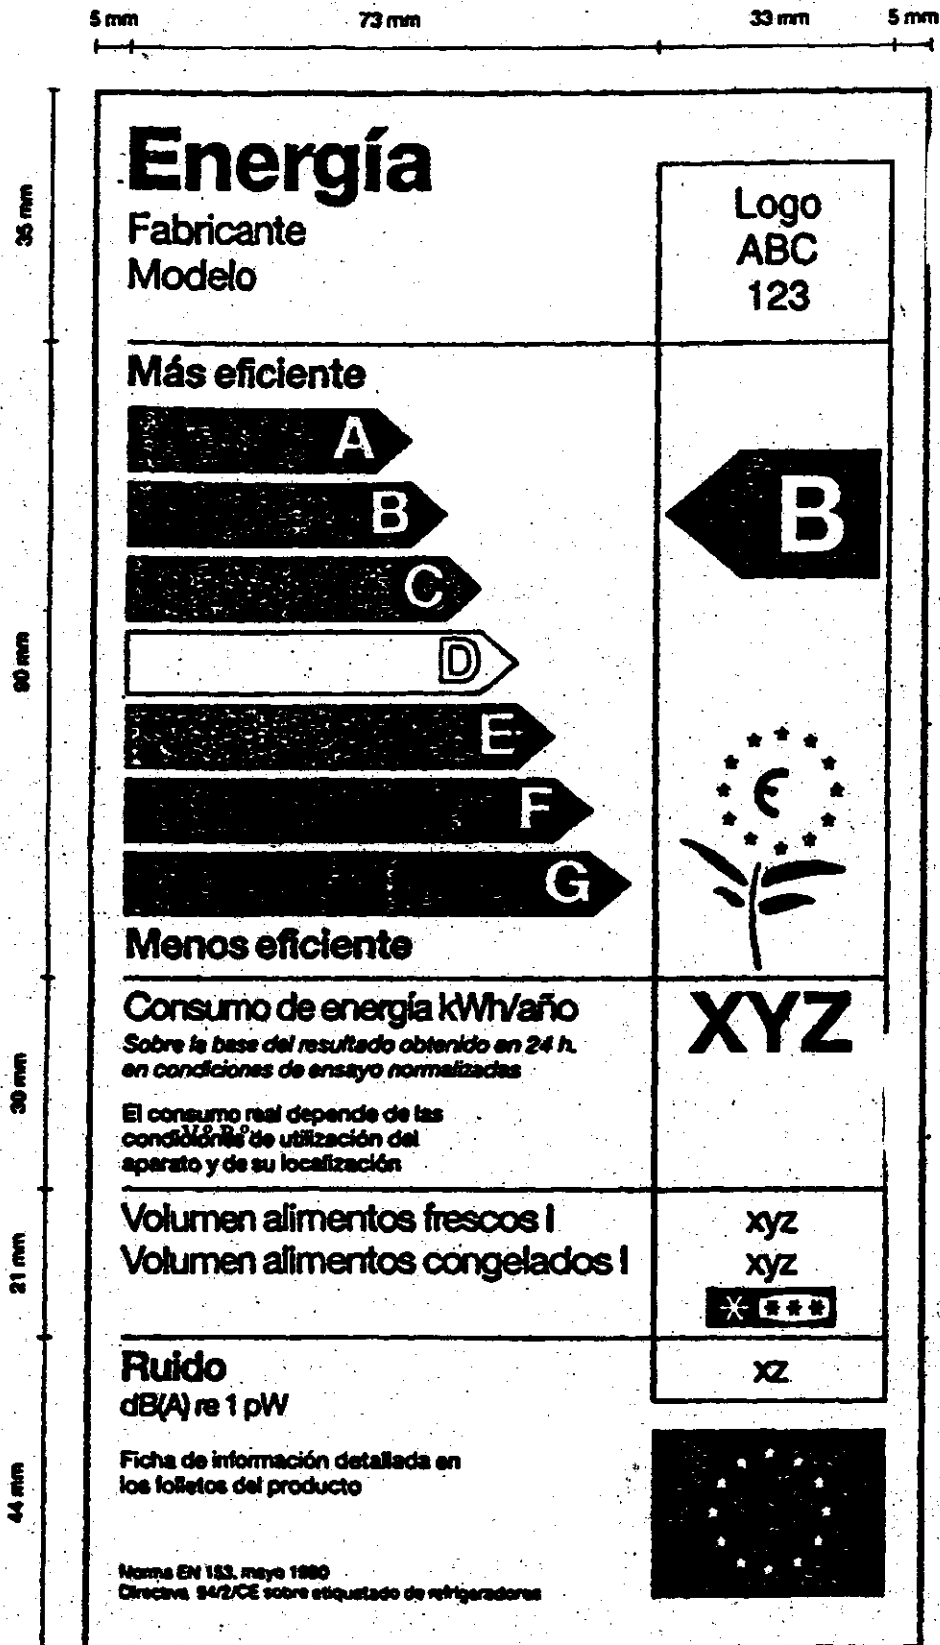 5 mm 73 mm 33 mm 5 mm
35 mm
Energía
Fabricante
Modelo
Logo
ABC
123
90 mm
Más eficiente
A
B
B
C
D
E
F
G
Menos eficiente
30 mm
Consumo de energía kWh/año
XYZ
Sobre la base del resultado obtenido en 24 h.
en condiciones de ensayo normalizadas
El consumo real depende de las
condiciones de utilización del
aparato y de su localización
21 mm
Volumen alimentos frescos l
xyz
Volumen alimentos congelados l
xyz
44 mm
Ruido
xz
dB(A) re 1 pW
Ficha de información detallada en
los folletos del producto
Norma EN 153, mayo 1990
Directiva 94/2/CE sobre etiquetado de refrigeradores